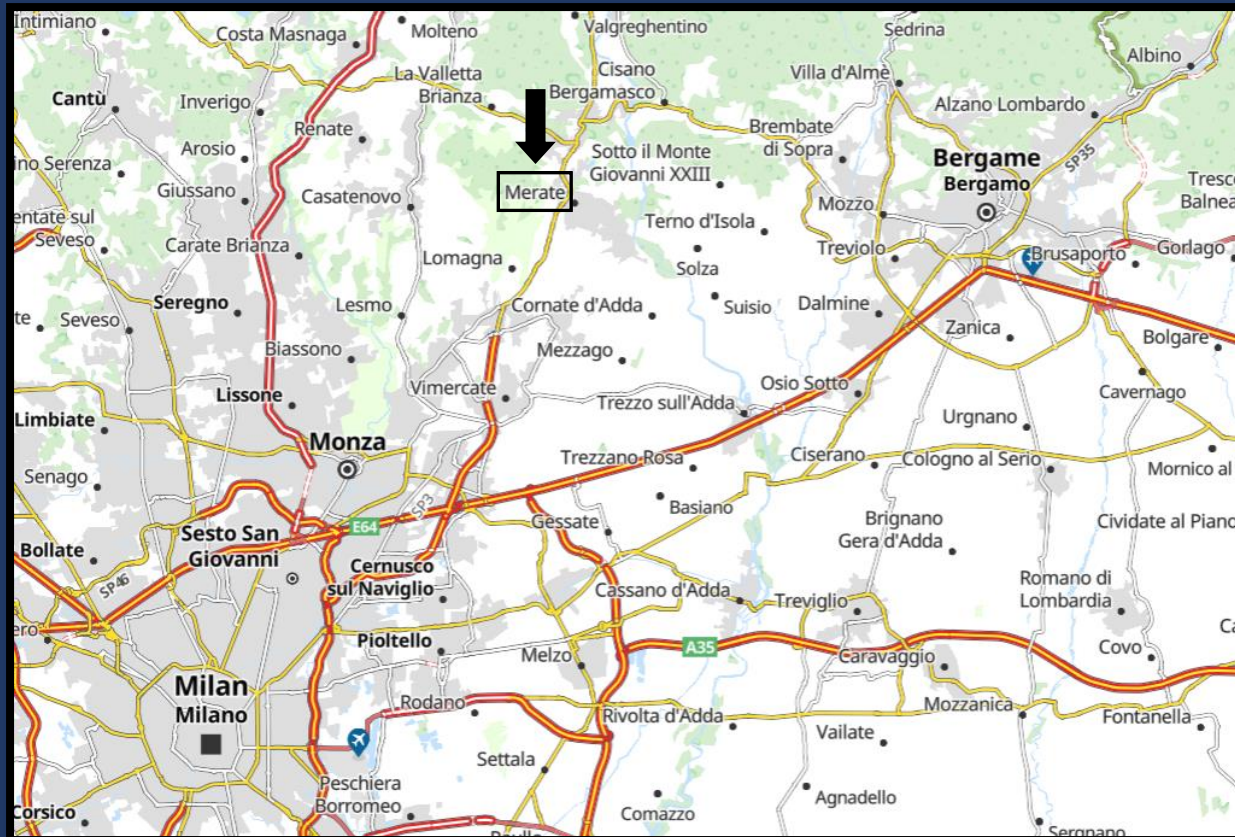 Intimiano
Molteno
Valgreghentino
Sedrina
Costa Masnaga
Albino
La Valletta
Brianza
Cisano
Bergamasco
Villa d'Almè
Cantù
Inverigo
Alzano Lombardo
Renate
Brembate
di Sopra
SP35
Arosio
Sotto il Monte
Giovanni XXIII
Bergame
Bergamo
ino Serenza
Giussano
Casatenovo
Merate
Tresco
Balnea
Mozzo
entate sul
Seveso
Terno d'Isola
Carate Brianza
Treviolo
Brusaporto
Gorlago
Lomagna
Solza
Seregno
Lesmo
Cornate d'Adda
Suisio
Dalmine
te
Seveso
Zanica
Bolgare
Biassono
Mezzago
Vimercate
Osio Sotto
Lissone
Trezzo sull'Adda
Cavernago
Limbiate
Urgnano
Monza
Trezzano Rosa
Ciserano
Cologno al Serio
Mornico al
Senago
SP3
Basiano
E64
Gessate
Brignano
Gera d'Adda
Cividate al Piano
Sesto San
Giovanni
Bollate
Cernusco
sul Naviglio
SP46
Cassano d'Adda
Treviglio
Romano di
Lombardia
ero
Pioltello
A35
Melzo
Caravaggio
Covo
Ca
Milan
Milano
Rodano
Rivolta d'Adda
Mozzanica
Fontanella
Vailate
Settala
Peschiera
Borromeo
Agnadello
Corsico
Comazzo
Sergnano